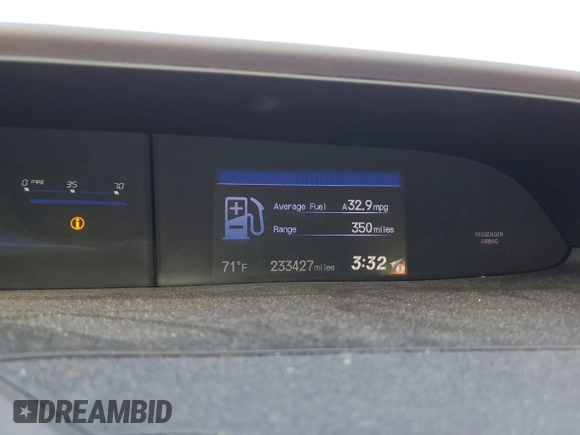 0 mpg 35 70
Average Fuel A32.9mpg
Range 350miles
PASSENGER
AIRBAG
71°F 233427miles 3:32
DREAMBID